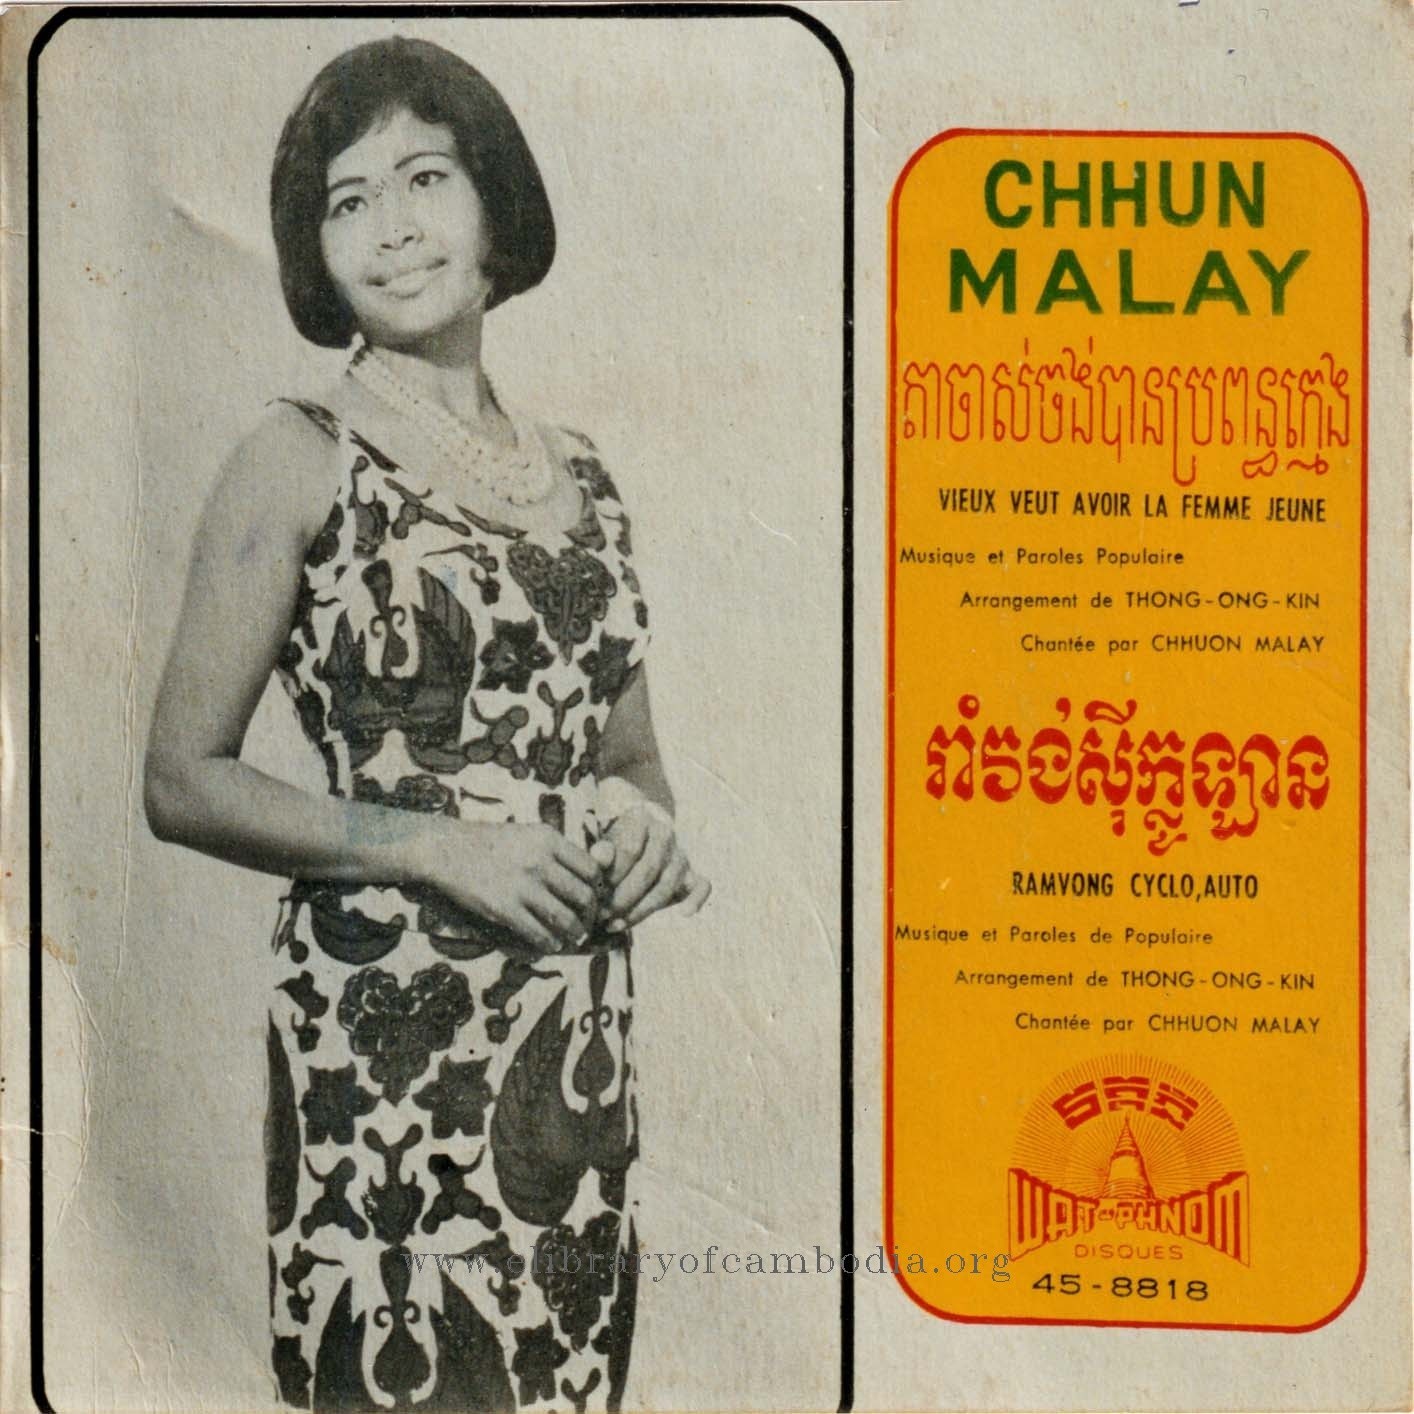 CHHUN
MALAY
តាចាស់ចង់បានប្រពន្ធក្មេង
VIEUX VEUT AVOIR LA FEMME JEUNE
Musique et Paroles Populaire
Arrangement de THONG-ONG-KIN
Chantée par CHHUON MALAY
រាំវង់ស៊ីក្លូឡាន
RAMVONG CYCLO,AUTO
Musique et Paroles de Populaire
Arrangement de THONG-ONG-KIN
Chantée par CHHUON MALAY
WAT-PHNOM
DISQUES
45-8818
www.elibraryofcambodia.org